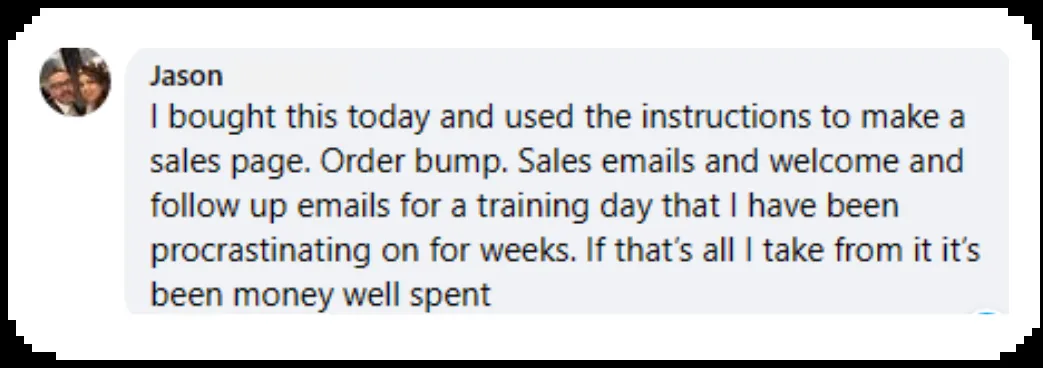 Jason
I bought this today and used the instructions to make a
sales page. Order bump. Sales emails and welcome and
follow up emails for a training day that I have been
procrastinating on for weeks. If that's all I take from it it's
been money well spent